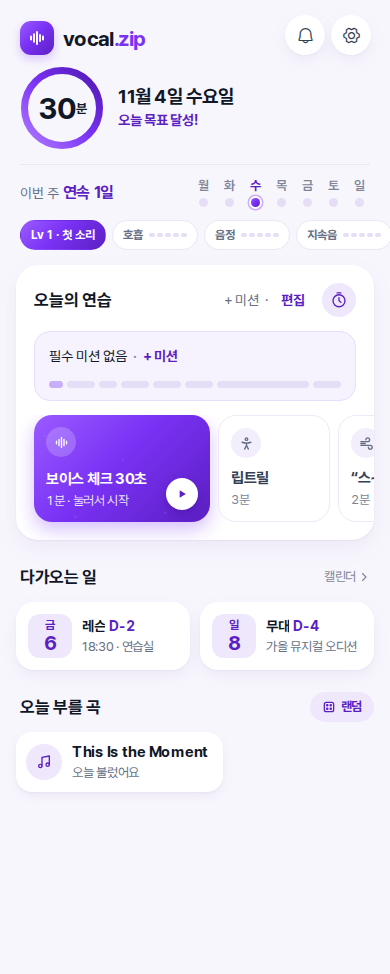 vocal.zip
30분
11월 4일 수요일
오늘 목표 달성!
이번 주 연속 1일
월 화 수 목 금 토 일
Lv 1 · 첫 소리
호흡
음정
지속음
오늘의 연습
+ 미션 · 편집
필수 미션 없음 · + 미션
보이스 체크 30초
1분 · 눌러서 시작
립트릴
3분
“스
2분
다가오는 일
캘린더
금
6
레슨 D-2
18:30 · 연습실
일
8
무대 D-4
가을 뮤지컬 오디션
오늘 부를 곡
랜덤
This Is the Moment
오늘 불렀어요